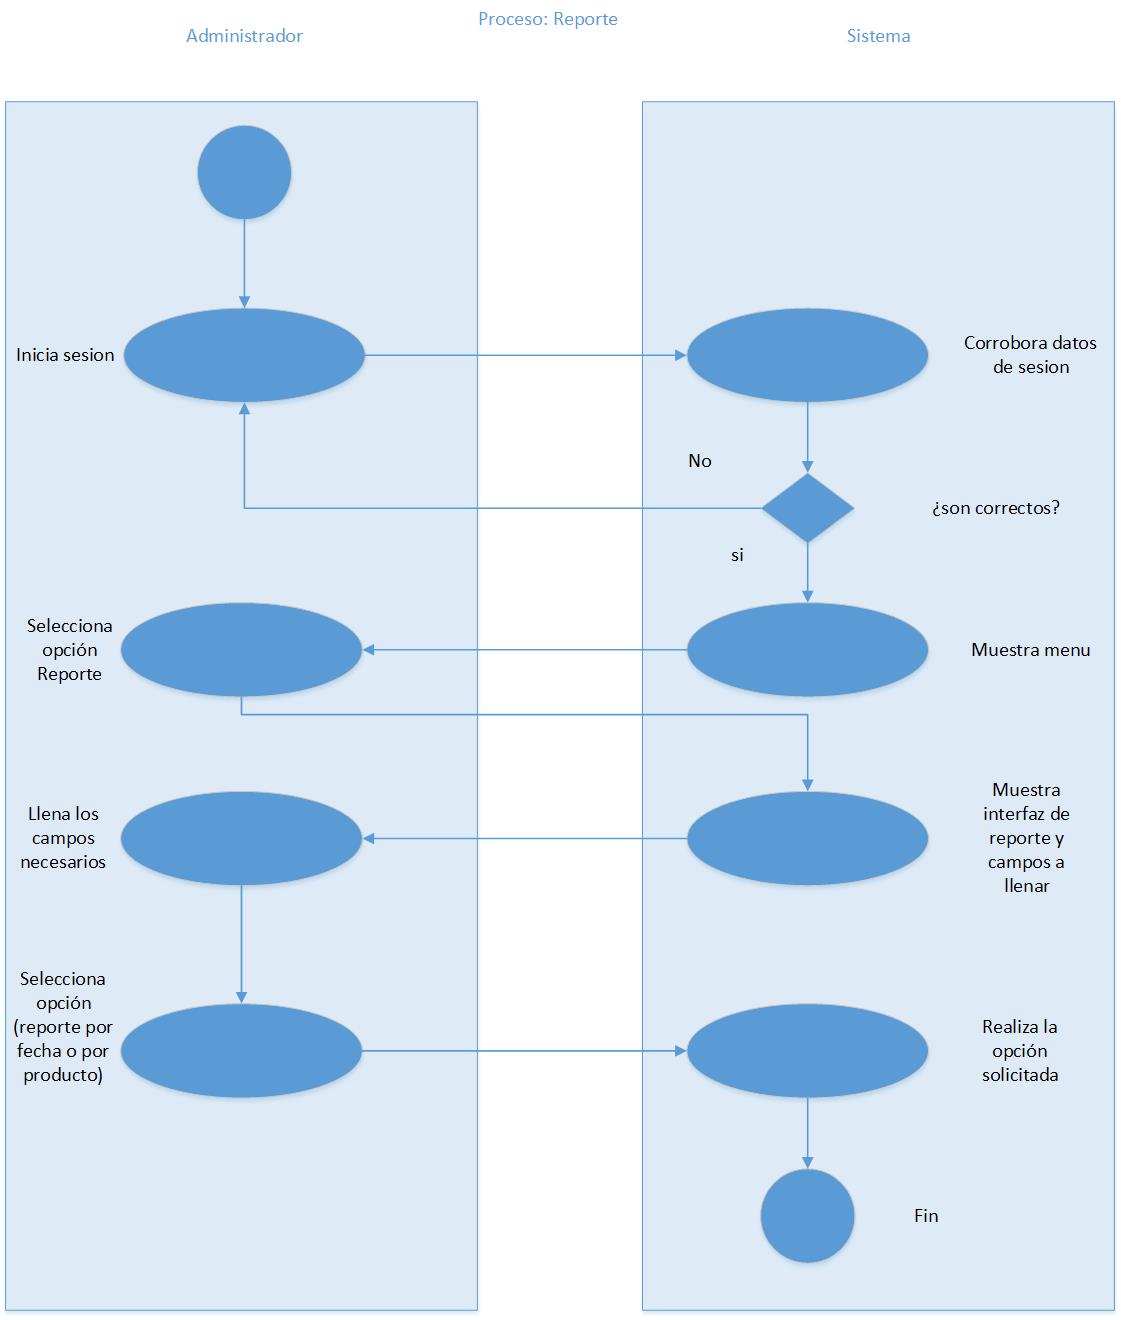 Proceso: Reporte
Administrador
Sistema
Inicia sesion
Corrobora datos
de sesion
No
¿son correctos?
si
Selecciona
opción
Reporte
Muestra menu
Llena los
campos
necesarios
Muestra
interfaz de
reporte y
campos a
llenar
Selecciona
opción
(reporte por
fecha o por
producto)
Realiza la
opción
solicitada
Fin